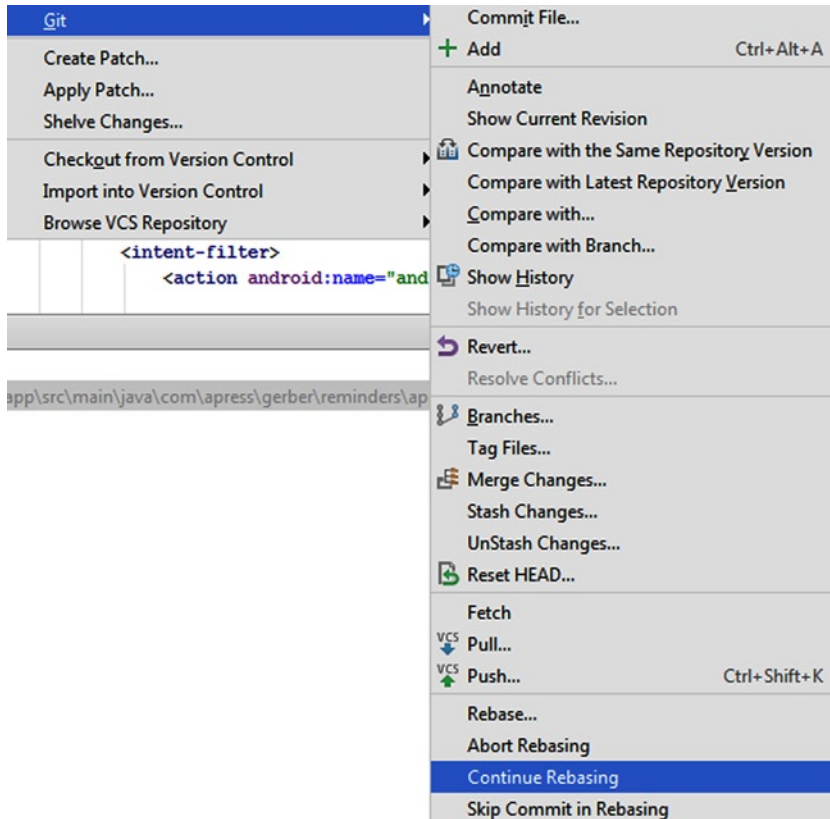 Git
Create Patch...
Apply Patch...
Shelve Changes...
Checkout from Version Control
Import into Version Control
Browse VCS Repository
<intent-filter>
<action android:name="and
app\src\main\java\com\apress\gerber\reminders\ap
Commit File...
Add Ctrl+Alt+A
Annotate
Show Current Revision
Compare with the Same Repository Version
Compare with Latest Repository Version
Compare with...
Compare with Branch...
Show History
Show History for Selection
Revert...
Resolve Conflicts...
Branches...
Tag Files...
Merge Changes...
Stash Changes...
UnStash Changes...
Reset HEAD...
Fetch
VCS Pull...
VCS Push... Ctrl+Shift+K
Rebase...
Abort Rebasing
Continue Rebasing
Skip Commit in Rebasing